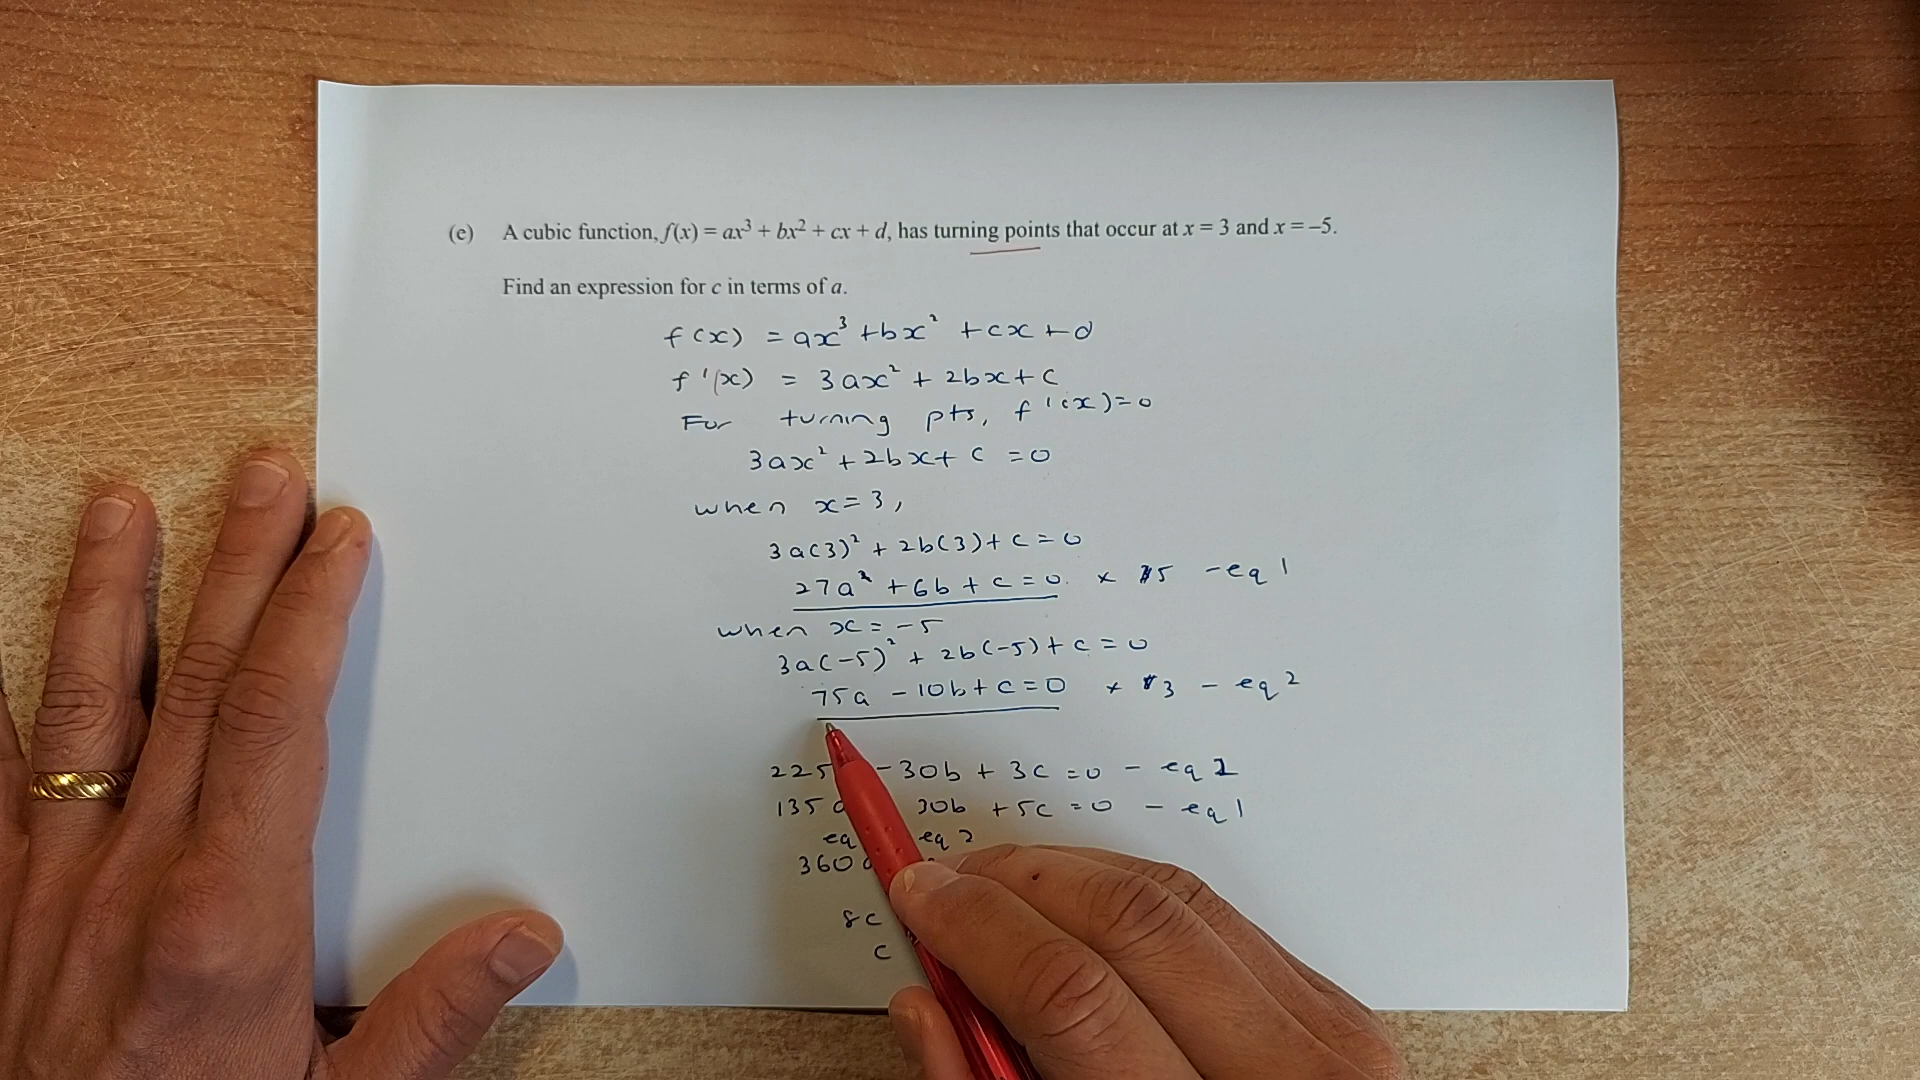 (e) A cubic function, f(x) = ax³ + bx² + cx + d, has turning points that occur at x = 3 and x = –5.
Find an expression for c in terms of a.
f(x) = ax³ + bx² + cx + d
f'(x) = 3ax² + 2bx + c
For turning pts, f'(x) = 0
3ax² + 2bx + c = 0
when x = 3,
3a(3)² + 2b(3) + c = 0
27a + 6b + c = 0 × 5 - eq 1
when x = -5
3a(-5)² + 2b(-5) + c = 0
75a - 10b + c = 0 × 3 - eq 2
225 - 30b + 3c = 0 - eq 2
135a 30b + 5c = 0 - eq 1
eq eq 2
360
8c
c